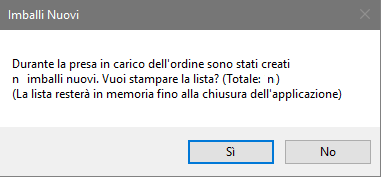 Imballi Nuovi
Durante la presa in carico dell'ordine sono stati creati
n imballi nuovi. Vuoi stampare la lista? (Totale: n )
(La lista resterà in memoria fino alla chiusura dell'applicazione)
Sì
No